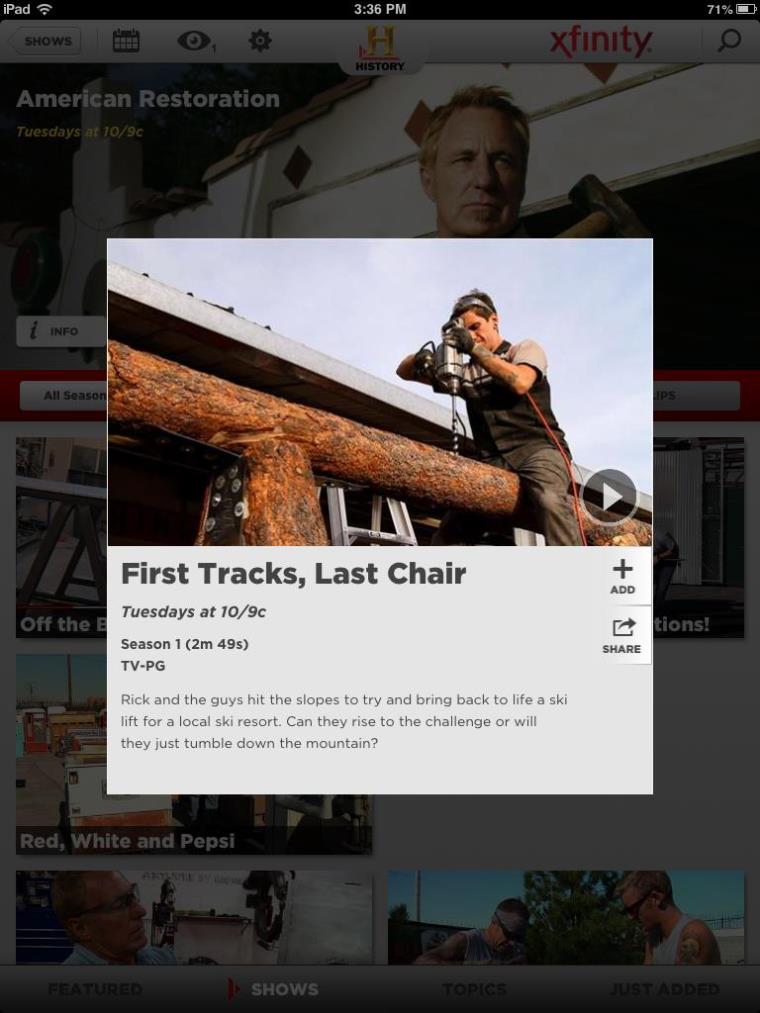 iPad
3:36 PM
71%
SHOWS
1
H
HISTORY
xfinity
American Restoration
Tuesdays at 10/9c
i INFO
All Season
IPS
First Tracks, Last Chair
Tuesdays at 10/9c
Season 1 (2m 49s)
TV-PG
ADD
SHARE
Rick and the guys hit the slopes to try and bring back to life a ski
lift for a local ski resort. Can they rise to the challenge or will
they just tumble down the mountain?
Off the B
tions!
Red, White and Pepsi
FEATURED
SHOWS
TOPICS
JUST ADDED